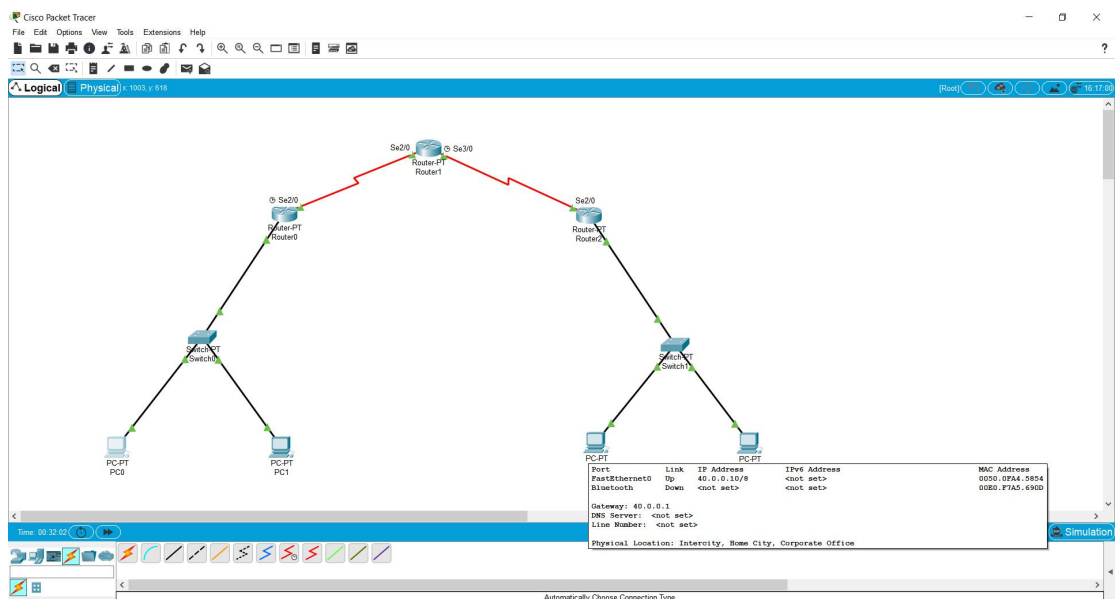 Cisco Packet Tracer
File Edit Options View Tools Extensions Help
?
Logical Physical x: 1003, y: 618 [Root] 16:17:00
Se2/0 Se3/0
Router-PT
Router1
Se2/0 Se2/0
Router-PT Router-PT
Router0 Router2
Switch-PT Switch-PT
Switch0 Switch1
PC-PT PC-PT PC-PT PC-PT
PC0 PC1
Port Link IP Address IPv6 Address MAC Address
FastEthernet0 Up 40.0.0.10/8 <not set> 0050.0FA4.5854
Bluetooth Down <not set> <not set> 00E0.F7A5.690D
Gateway: 40.0.0.1
DNS Server: <not set>
Line Number: <not set>
Physical Location: Intercity, Home City, Corporate Office
Time: 00:32:02 Simulation
Automatically Choose Connection Type